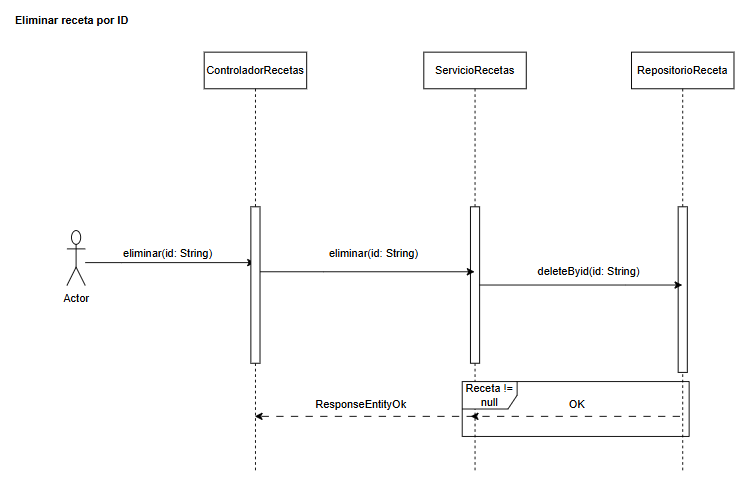 Eliminar receta por ID
ControladorRecetas
ServicioRecetas
RepositorioReceta
eliminar(id: String)
eliminar(id: String)
deleteByid(id: String)
Actor
Receta !=
null
ResponseEntityOk
OK